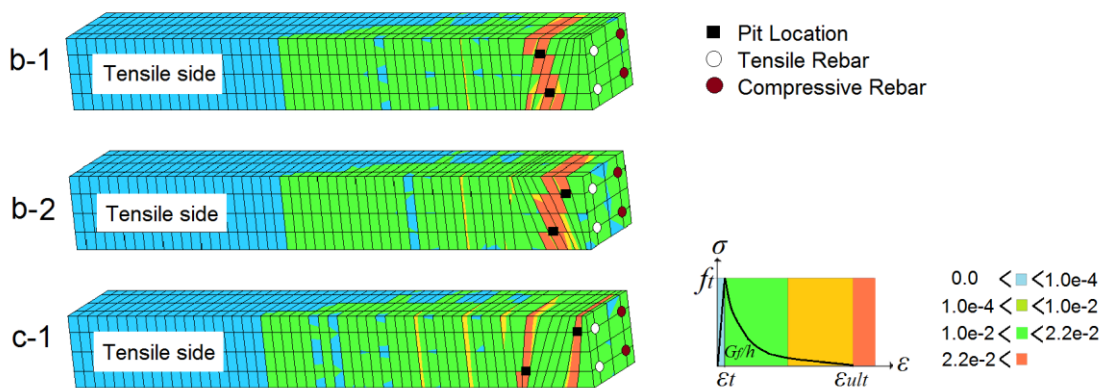 b-1
Tensile side
b-2
Tensile side
c-1
Tensile side
Pit Location
Tensile Rebar
Compressive Rebar
σ
ft
Gf/h
εt
εult
ε
0.0 < <1.0e-4
1.0e-4 < <1.0e-2
1.0e-2 < <2.2e-2
2.2e-2<